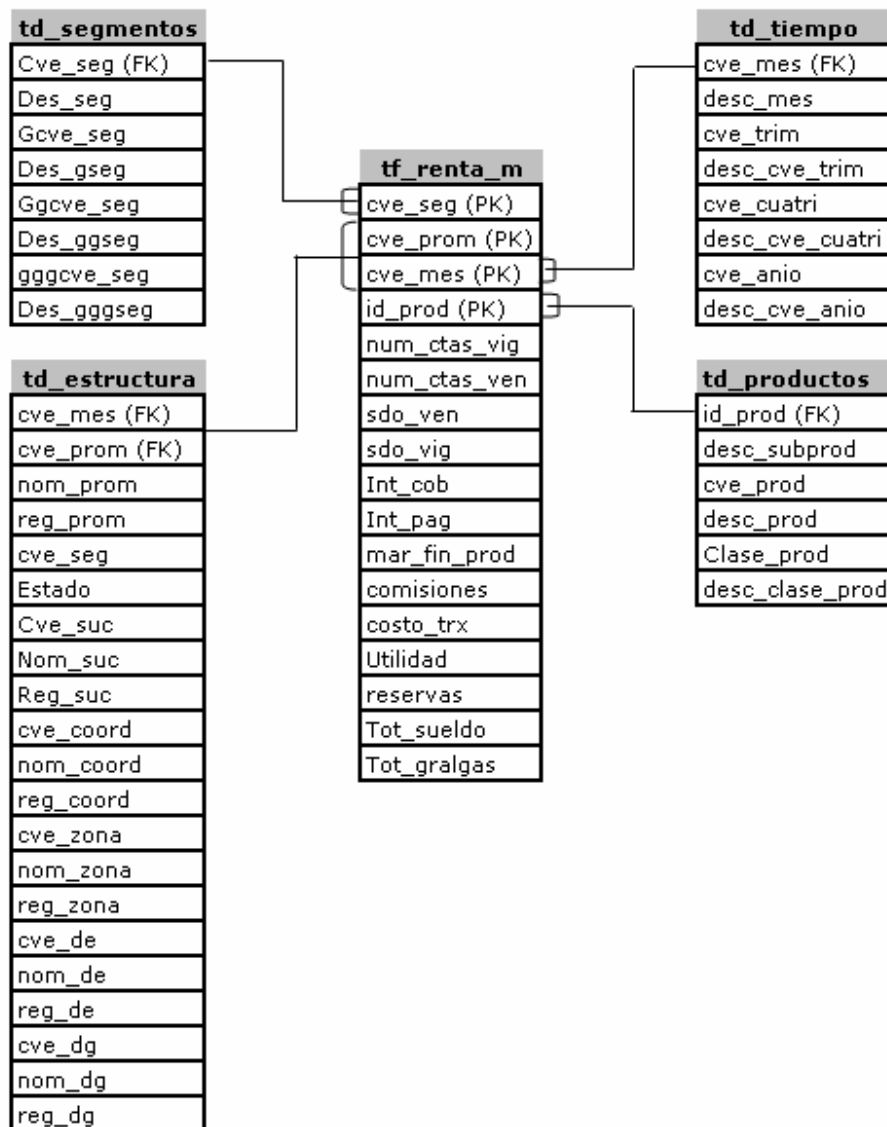 td_segmentos
Cve_seg (FK)
Des_seg
Gcve_seg
Des_gseg
Ggcve_seg
Des_ggseg
gggcve_seg
Des_gggseg
td_estructura
cve_mes (FK)
cve_prom (FK)
nom_prom
reg_prom
cve_seg
Estado
Cve_suc
Nom_suc
Reg_suc
cve_coord
nom_coord
reg_coord
cve_zona
nom_zona
reg_zona
cve_de
nom_de
reg_de
cve_dg
nom_dg
reg_dg
tf_renta_m
cve_seg (PK)
cve_prom (PK)
cve_mes (PK)
id_prod (PK)
num_ctas_vig
num_ctas_ven
sdo_ven
sdo_vig
Int_cob
Int_pag
mar_fin_prod
comisiones
costo_trx
Utilidad
reservas
Tot_sueldo
Tot_gralgas
td_tiempo
cve_mes (FK)
desc_mes
cve_trim
desc_cve_trim
cve_cuatri
desc_cve_cuatri
cve_anio
desc_cve_anio
td_productos
id_prod (FK)
desc_subprod
cve_prod
desc_prod
Clase_prod
desc_clase_prod